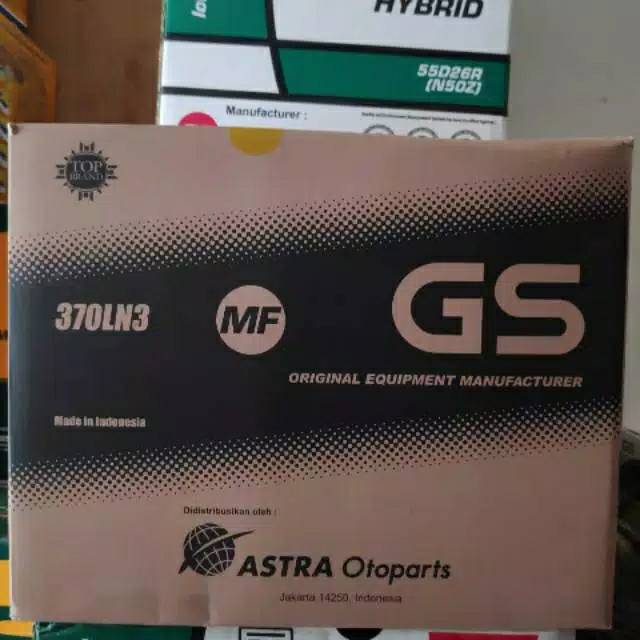 HYBRID
55D26R
(N50Z)
Manufacturer :
TOP
BRAND
370LN3
MF
GS
ORIGINAL EQUIPMENT MANUFACTURER
Made in Indonesia
Didistribusikan oleh :
ASTRA Otoparts
Jakarta 14250, Indonesia